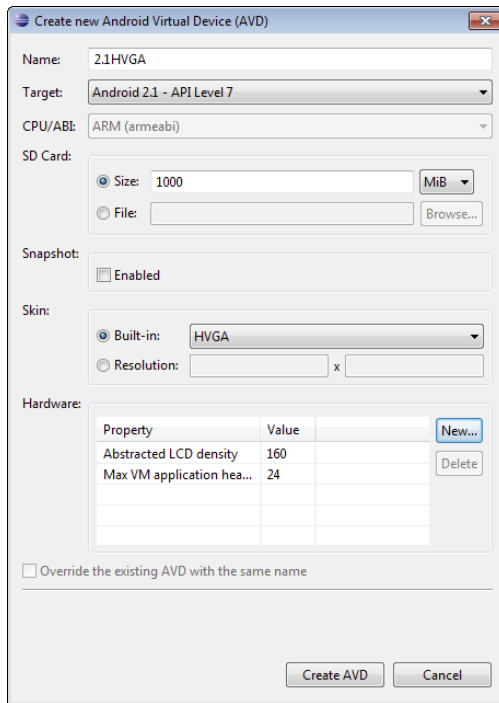 Create new Android Virtual Device (AVD)
Name: 2.1HVGA
Target: Android 2.1 - API Level 7
CPU/ABI: ARM (armeabi)
SD Card:
Size: 1000 MiB
File: Browse...
Snapshot:
Enabled
Skin:
Built-in: HVGA
Resolution: x
Hardware:
Property Value New...
Abstracted LCD density 160
Delete
Max VM application hea... 24
Override the existing AVD with the same name
Create AVD Cancel